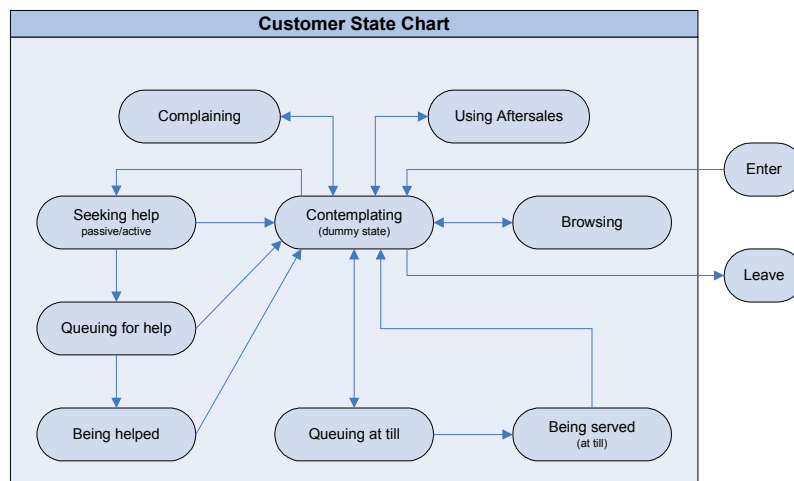 Customer State Chart
Complaining
Using Aftersales
Enter
Seeking help
passive/active
Contemplating
(dummy state)
Browsing
Leave
Queuing for help
Being helped
Queuing at till
Being served
(at till)